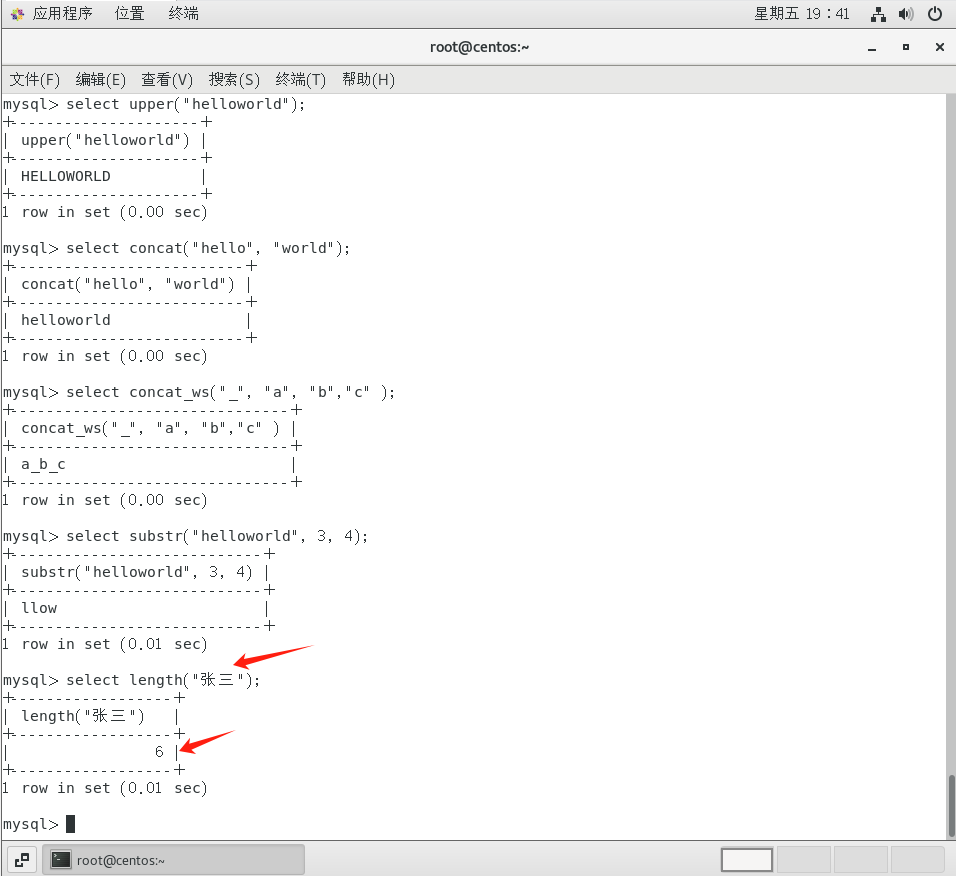 应用程序 位置 终端 星期五 19：41
root@centos:~
文件(F) 编辑(E) 查看(V) 搜索(S) 终端(T) 帮助(H)
mysql> select upper("helloworld");
+---------------------+
| upper("helloworld") |
+---------------------+
| HELLOWORLD          |
+---------------------+
1 row in set (0.00 sec)
mysql> select concat("hello", "world");
+--------------------------+
| concat("hello", "world") |
+--------------------------+
| helloworld               |
+--------------------------+
1 row in set (0.00 sec)
mysql> select concat_ws("_", "a", "b","c" );
+-------------------------------+
| concat_ws("_", "a", "b","c" ) |
+-------------------------------+
| a_b_c                         |
+-------------------------------+
1 row in set (0.00 sec)
mysql> select substr("helloworld", 3, 4);
+----------------------------+
| substr("helloworld", 3, 4) |
+----------------------------+
| llow                       |
+----------------------------+
1 row in set (0.01 sec)
mysql> select length("张三");
+------------------+
| length("张三")   |
+------------------+
|                6 |
+------------------+
1 row in set (0.01 sec)
mysql>
root@centos:~